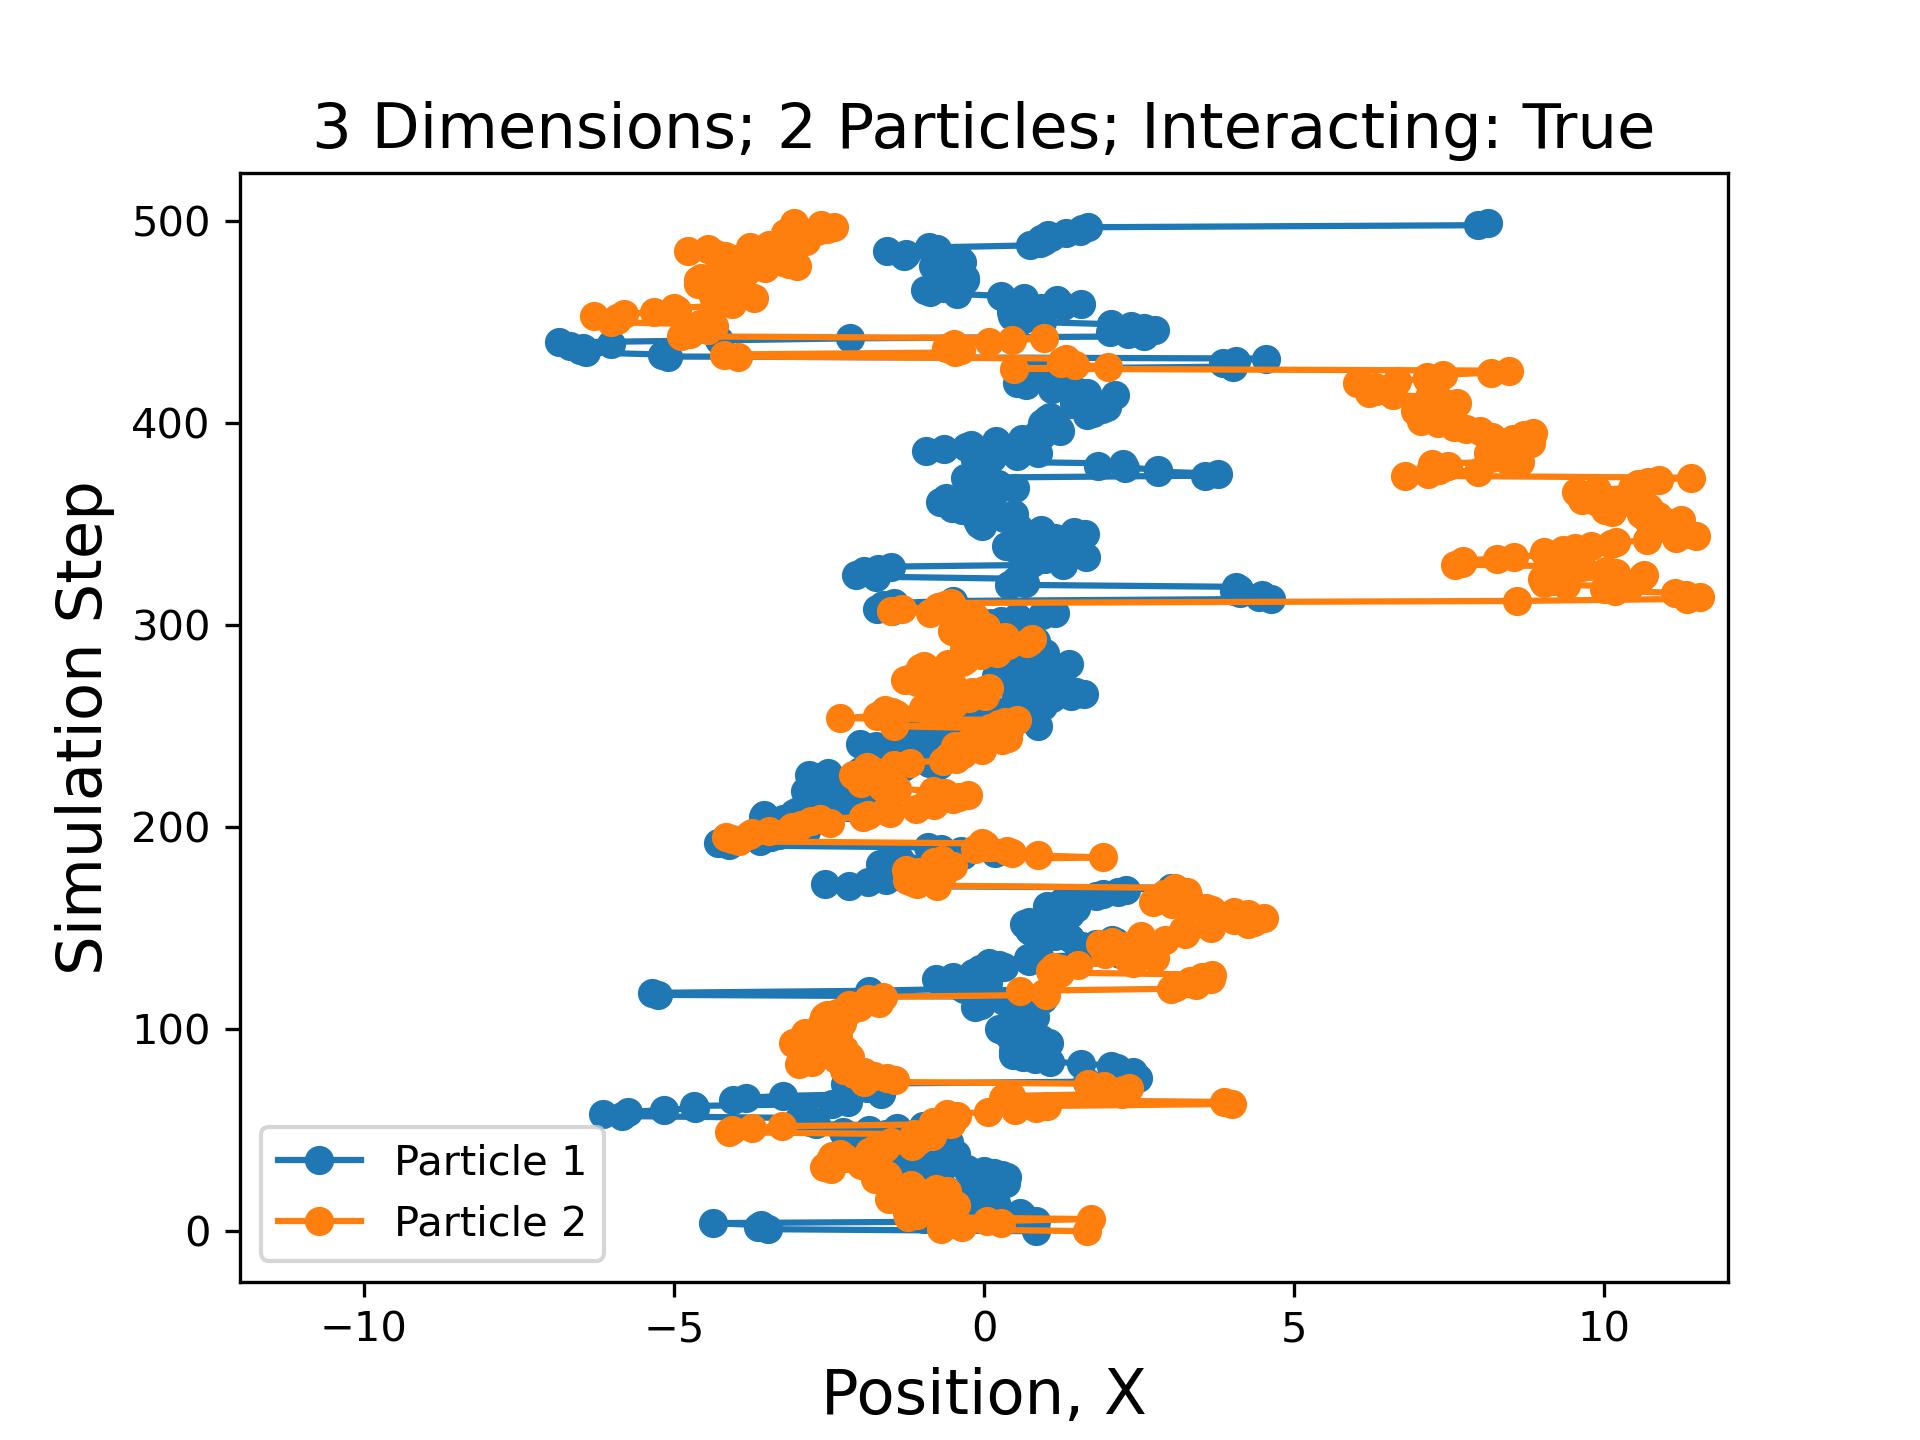 3 Dimensions; 2 Particles; Interacting: True
Simulation Step
500
400
300
200
100
0
Particle 1
Particle 2
−10
−5
0
5
10
Position, X